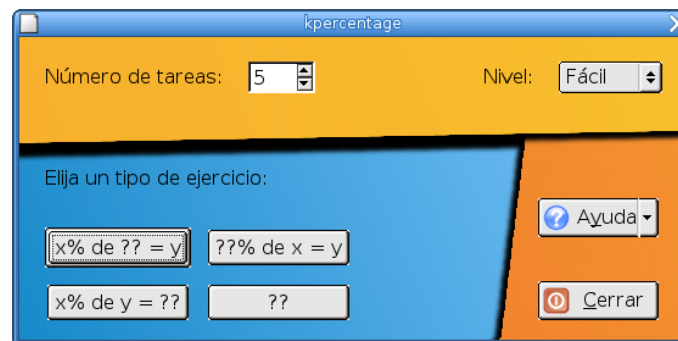 kpercentage
Número de tareas: 5 Nivel: Fácil
Elija un tipo de ejercicio:
Ayuda
x% de ?? = y ??% de x = y
x% de y = ?? ?? Cerrar